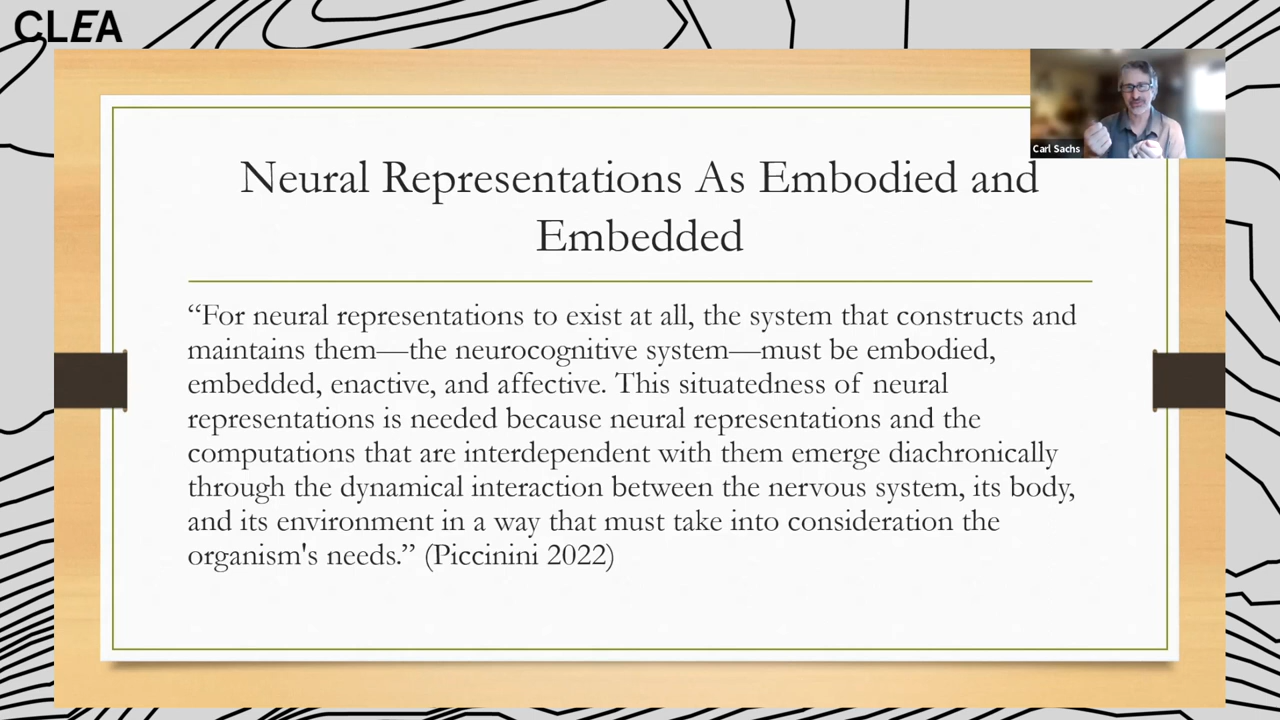 CLEA
Carl Sachs
Neural Representations As Embodied and
Embedded
“For neural representations to exist at all, the system that constructs and
maintains them—the neurocognitive system—must be embodied,
embedded, enactive, and affective. This situatedness of neural
representations is needed because neural representations and the
computations that are interdependent with them emerge diachronically
through the dynamical interaction between the nervous system, its body,
and its environment in a way that must take into consideration the
organism's needs.” (Piccinini 2022)